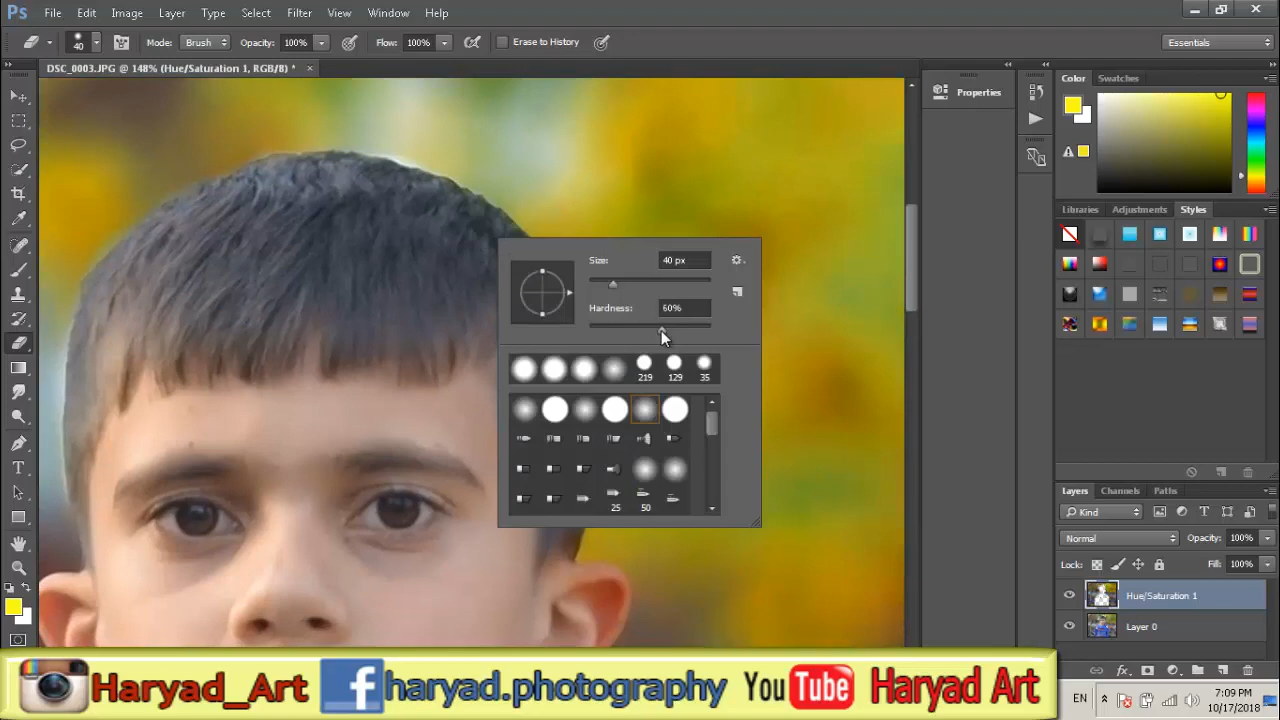 Ps File Edit Image Layer Type Select Filter View Window Help
40 Mode: Brush Opacity: 100% Flow: 100% Erase to History Essentials
DSC_0003.JPG @ 148% (Hue/Saturation 1, RGB/8) * ×
Properties
Color Swatches
Libraries Adjustments Styles
Size: 40 px
Hardness: 60%
219 129 35
25 50
Layers Channels Paths
Kind
Normal Opacity: 100%
Lock: Fill: 100%
Hue/Saturation 1
Layer 0
fx
T
Haryad_Art f haryad.photography You Tube Haryad Art
EN 7:09 PM
10/17/2018